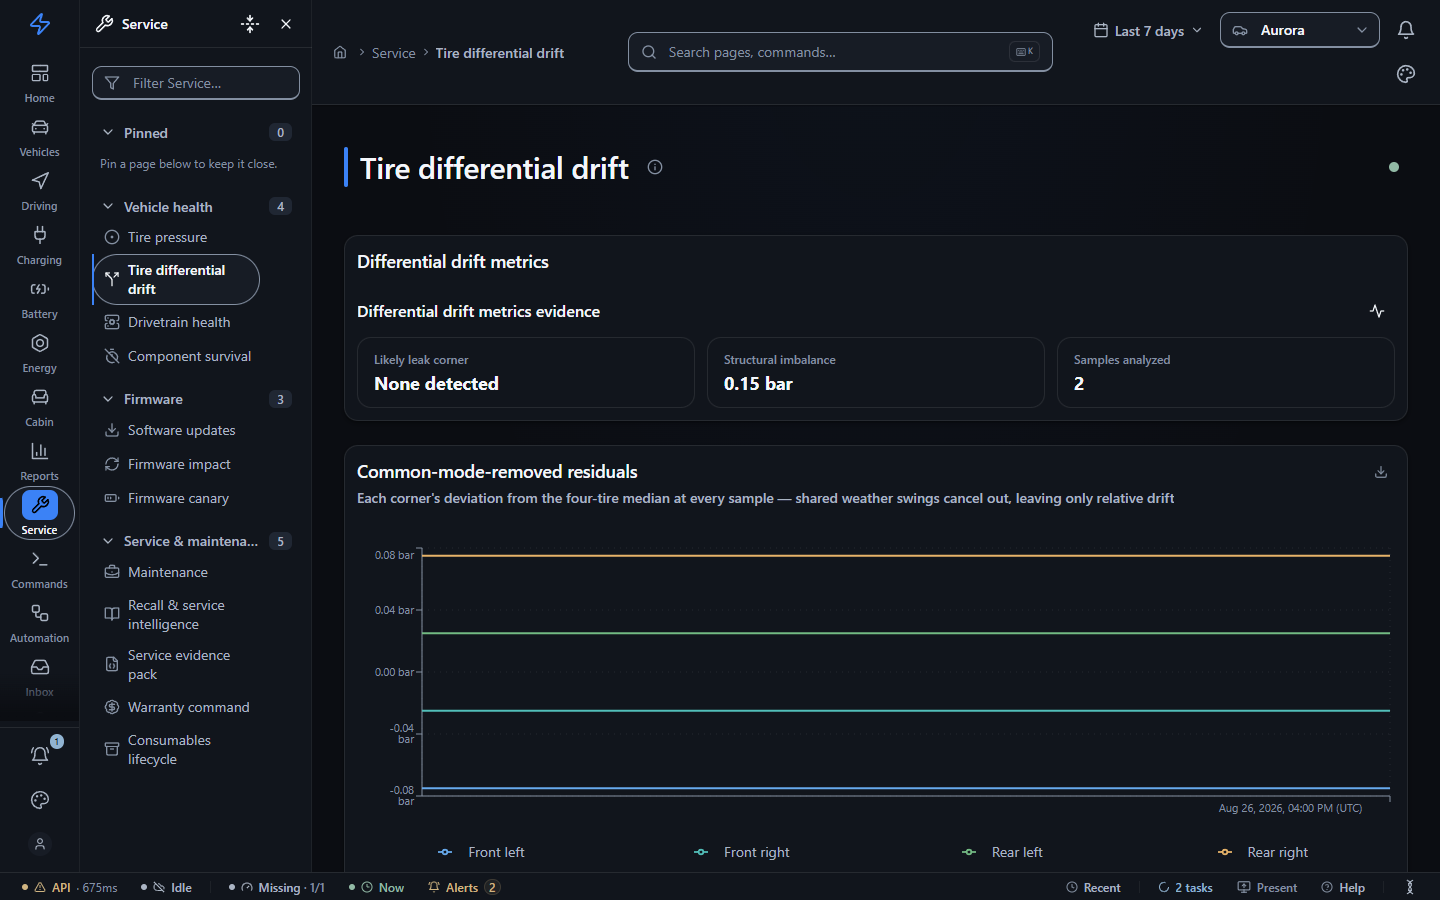 Home
Vehicles
Driving
Charging
Battery
Energy
Cabin
Reports
Service
Commands
Automation
Inbox
1
Service
Filter Service...
Pinned 0
Pin a page below to keep it close.
Vehicle health 4
Tire pressure
Tire differential
drift
Drivetrain health
Component survival
Firmware 3
Software updates
Firmware impact
Firmware canary
Service & maintena... 5
Maintenance
Recall & service
intelligence
Service evidence
pack
Warranty command
Consumables
lifecycle
Service
Tire differential drift
Search pages, commands...
K
Last 7 days
Aurora
Tire differential drift
Differential drift metrics
Differential drift metrics evidence
Likely leak corner
None detected
Structural imbalance
0.15 bar
Samples analyzed
2
Common-mode-removed residuals
Each corner's deviation from the four-tire median at every sample — shared weather swings cancel out, leaving only relative drift
0.08 bar
0.04 bar
0.00 bar
-0.04
bar
-0.08
bar
Aug 26, 2026, 04:00 PM (UTC)
Front left
Front right
Rear left
Rear right
API · 675ms
Idle
Missing · 1/1
Now
Alerts 2
Recent
2 tasks
Present
Help